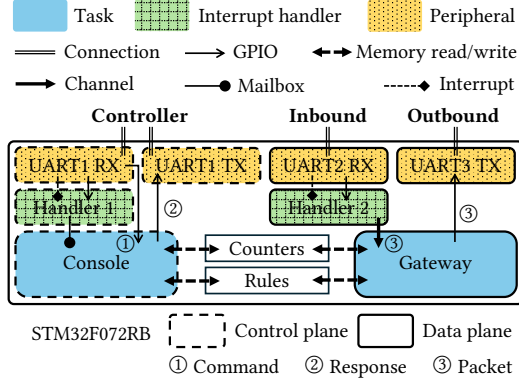 Task Interrupt handler Peripheral
Connection GPIO Memory read/write
Channel Mailbox Interrupt
Controller Inbound Outbound
UART1 RX UART1 TX UART2 RX UART3 TX
Handler 1 ② Handler 2 ③
① ③
Console Counters Gateway
Rules
STM32F072RB Control plane Data plane
① Command ② Response ③ Packet